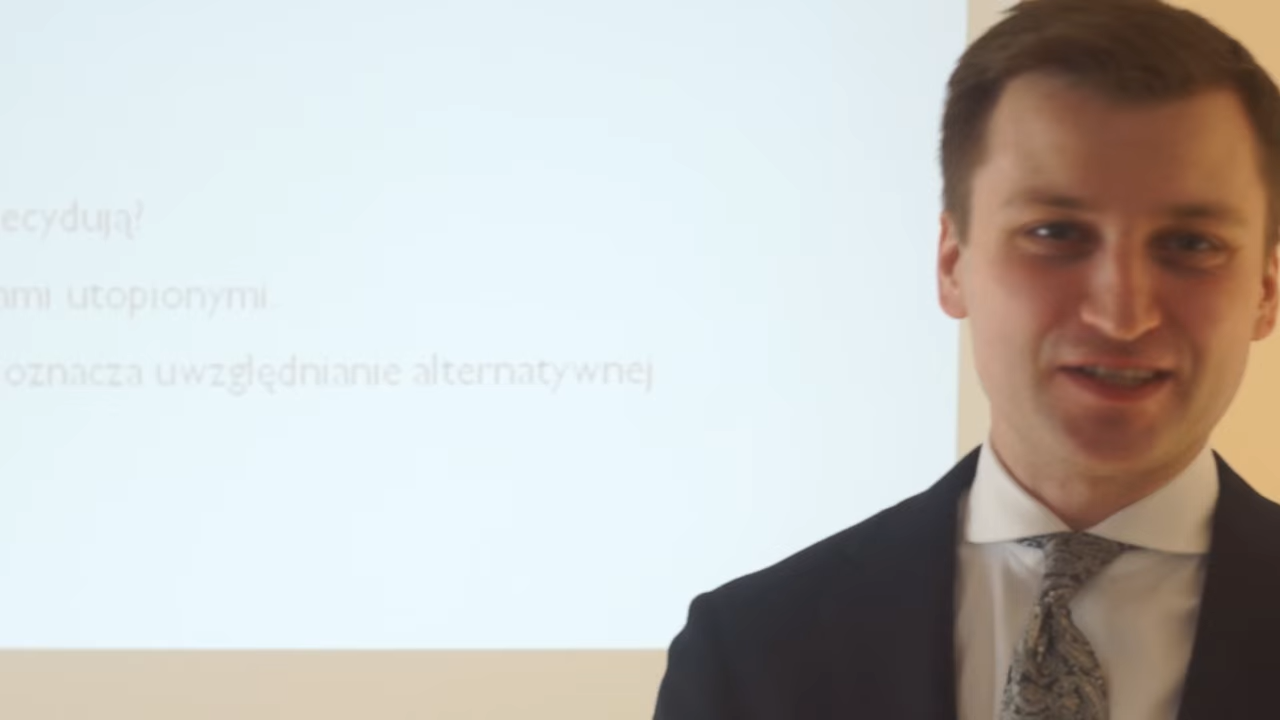 ecydują?
ami utopionymi.
oznacza uwzględnianie alternatywnej